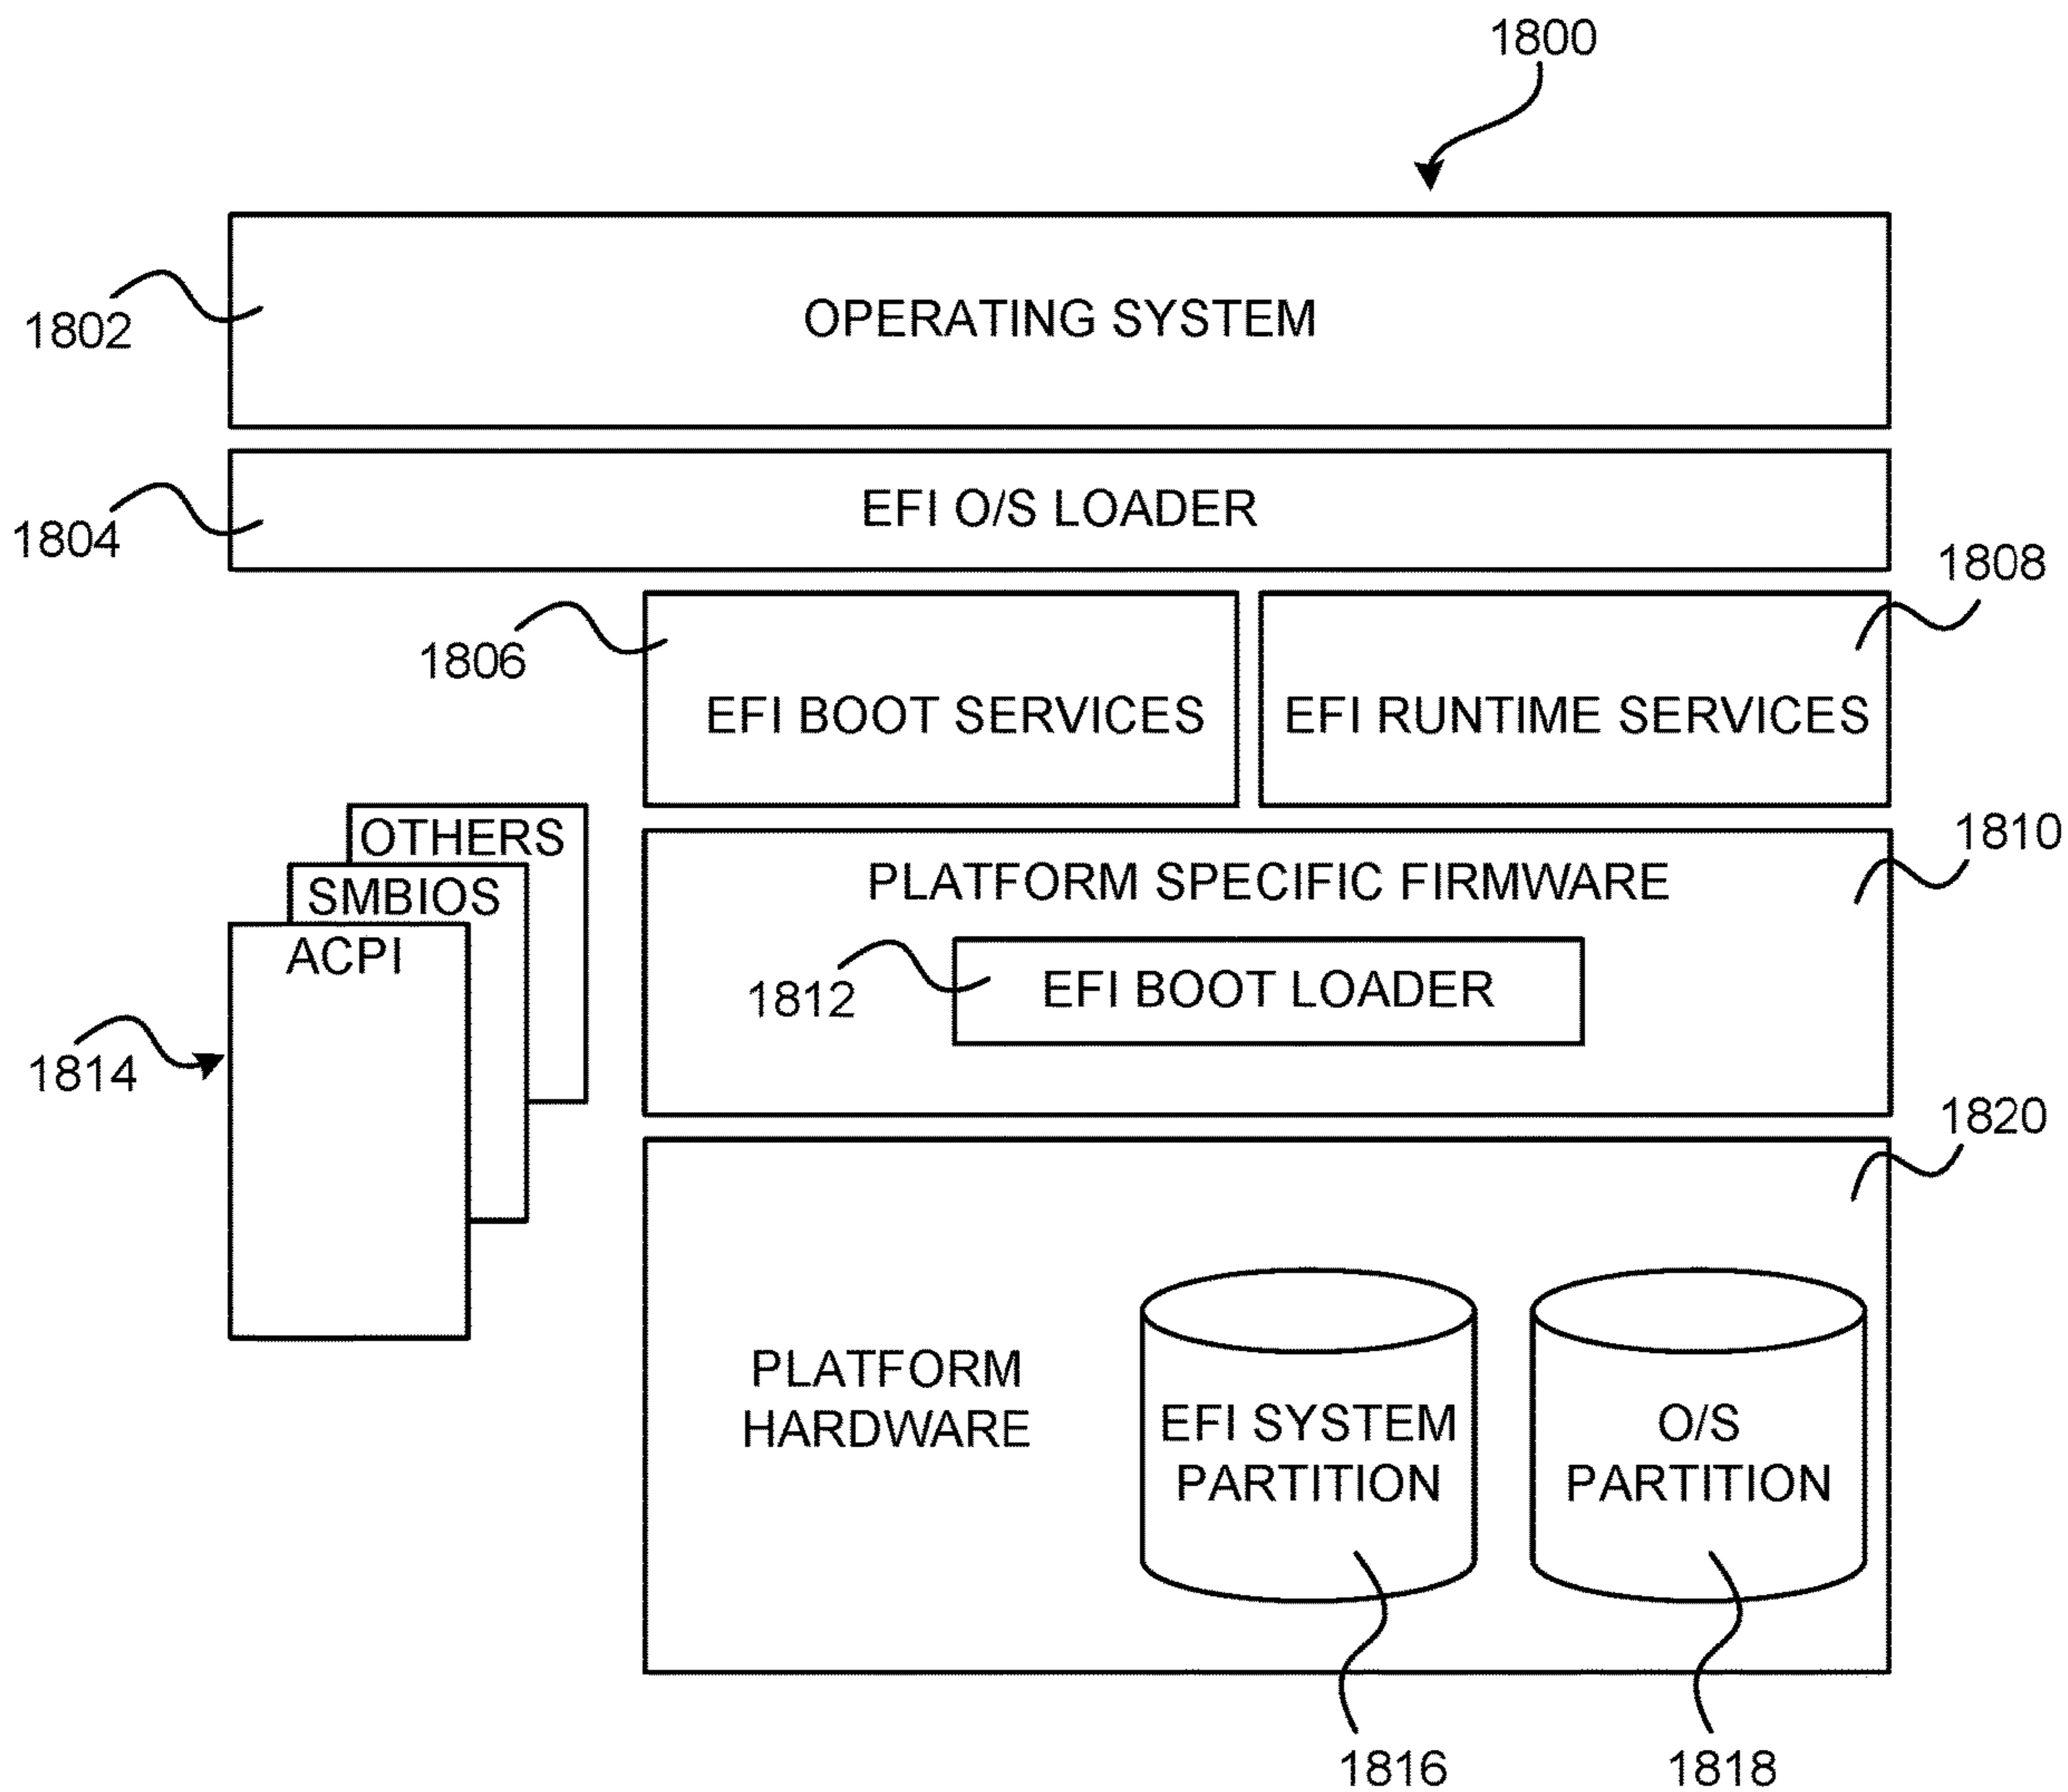 1800
OPERATING SYSTEM
1802
EFI O/S LOADER
1804
1808
1806
EFI BOOT SERVICES
EFI RUNTIME SERVICES
1810
OTHERS
SMBIOS
ACPI
1814
PLATFORM SPECIFIC FIRMWARE
1812
EFI BOOT LOADER
1820
PLATFORM
HARDWARE
EFI SYSTEM
PARTITION
O/S
PARTITION
1816
1818